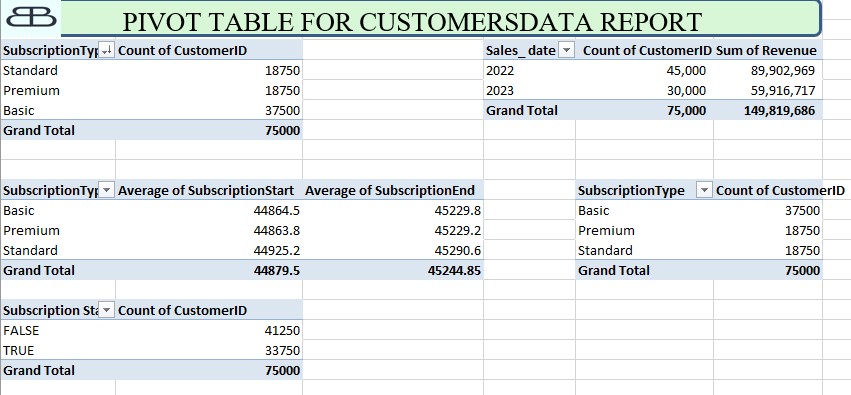 PIVOT TABLE FOR CUSTOMERSDATA REPORT
SubscriptionTyp Count of CustomerID
Standard 18750
Premium 18750
Basic 37500
Grand Total 75000
Sales_ date Count of CustomerID Sum of Revenue
2022 45,000 89,902,969
2023 30,000 59,916,717
Grand Total 75,000 149,819,686
SubscriptionTyp Average of SubscriptionStart Average of SubscriptionEnd
Basic 44864.5 45229.8
Premium 44863.8 45229.2
Standard 44925.2 45290.6
Grand Total 44879.5 45244.85
SubscriptionType Count of CustomerID
Basic 37500
Premium 18750
Standard 18750
Grand Total 75000
Subscription Sta Count of CustomerID
FALSE 41250
TRUE 33750
Grand Total 75000